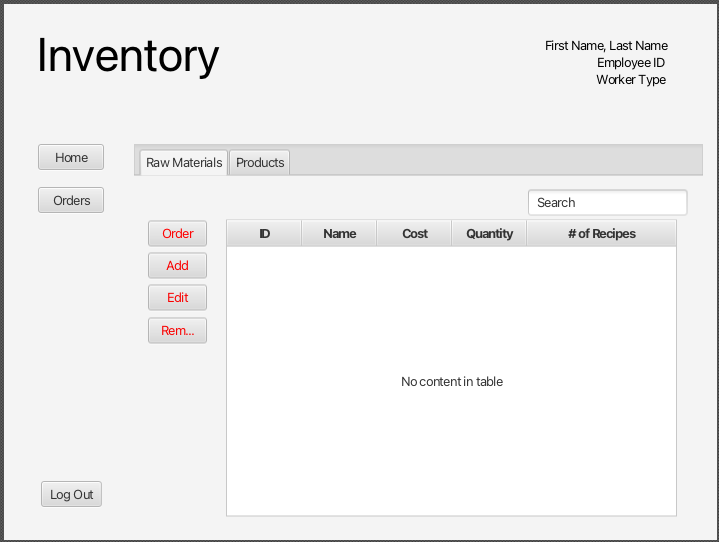 Inventory
First Name, Last Name
Employee ID
Worker Type
Home
Orders
Raw Materials Products
Search
Order
Add
Edit
Rem...
ID Name Cost Quantity # of Recipes
No content in table
Log Out